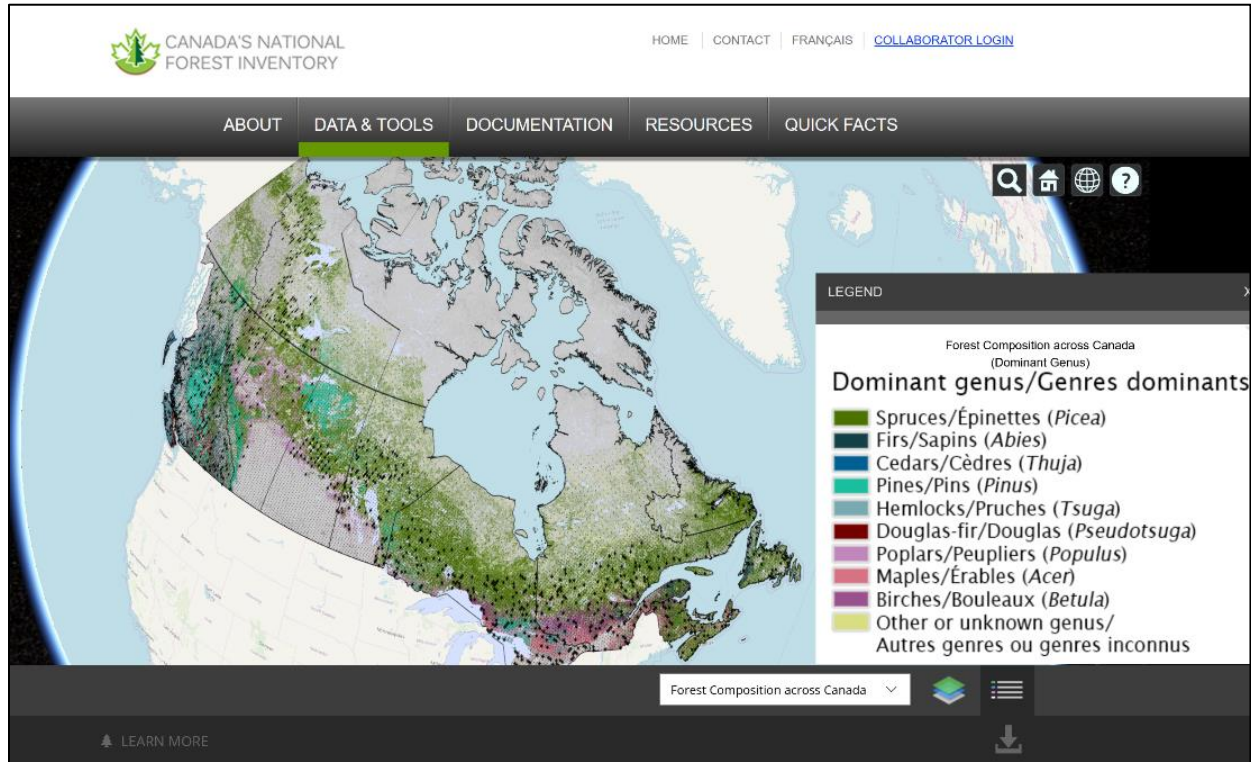 CANADA'S NATIONAL
FOREST INVENTORY
HOME
CONTACT
FRANÇAIS
COLLABORATOR LOGIN
ABOUT
DATA & TOOLS
DOCUMENTATION
RESOURCES
QUICK FACTS
?
LEGEND
X
Forest Composition across Canada
(Dominant Genus)
Dominant genus/Genres dominants
Spruces/Épinettes (Picea)
Firs/Sapins (Abies)
Cedars/Cèdres (Thuja)
Pines/Pins (Pinus)
Hemlocks/Pruches (Tsuga)
Douglas-fir/Douglas (Pseudotsuga)
Poplars/Peupliers (Populus)
Maples/Érables (Acer)
Birches/Bouleaux (Betula)
Other or unknown genus/
Autres genres ou genres inconnus
Forest Composition across Canada
LEARN MORE